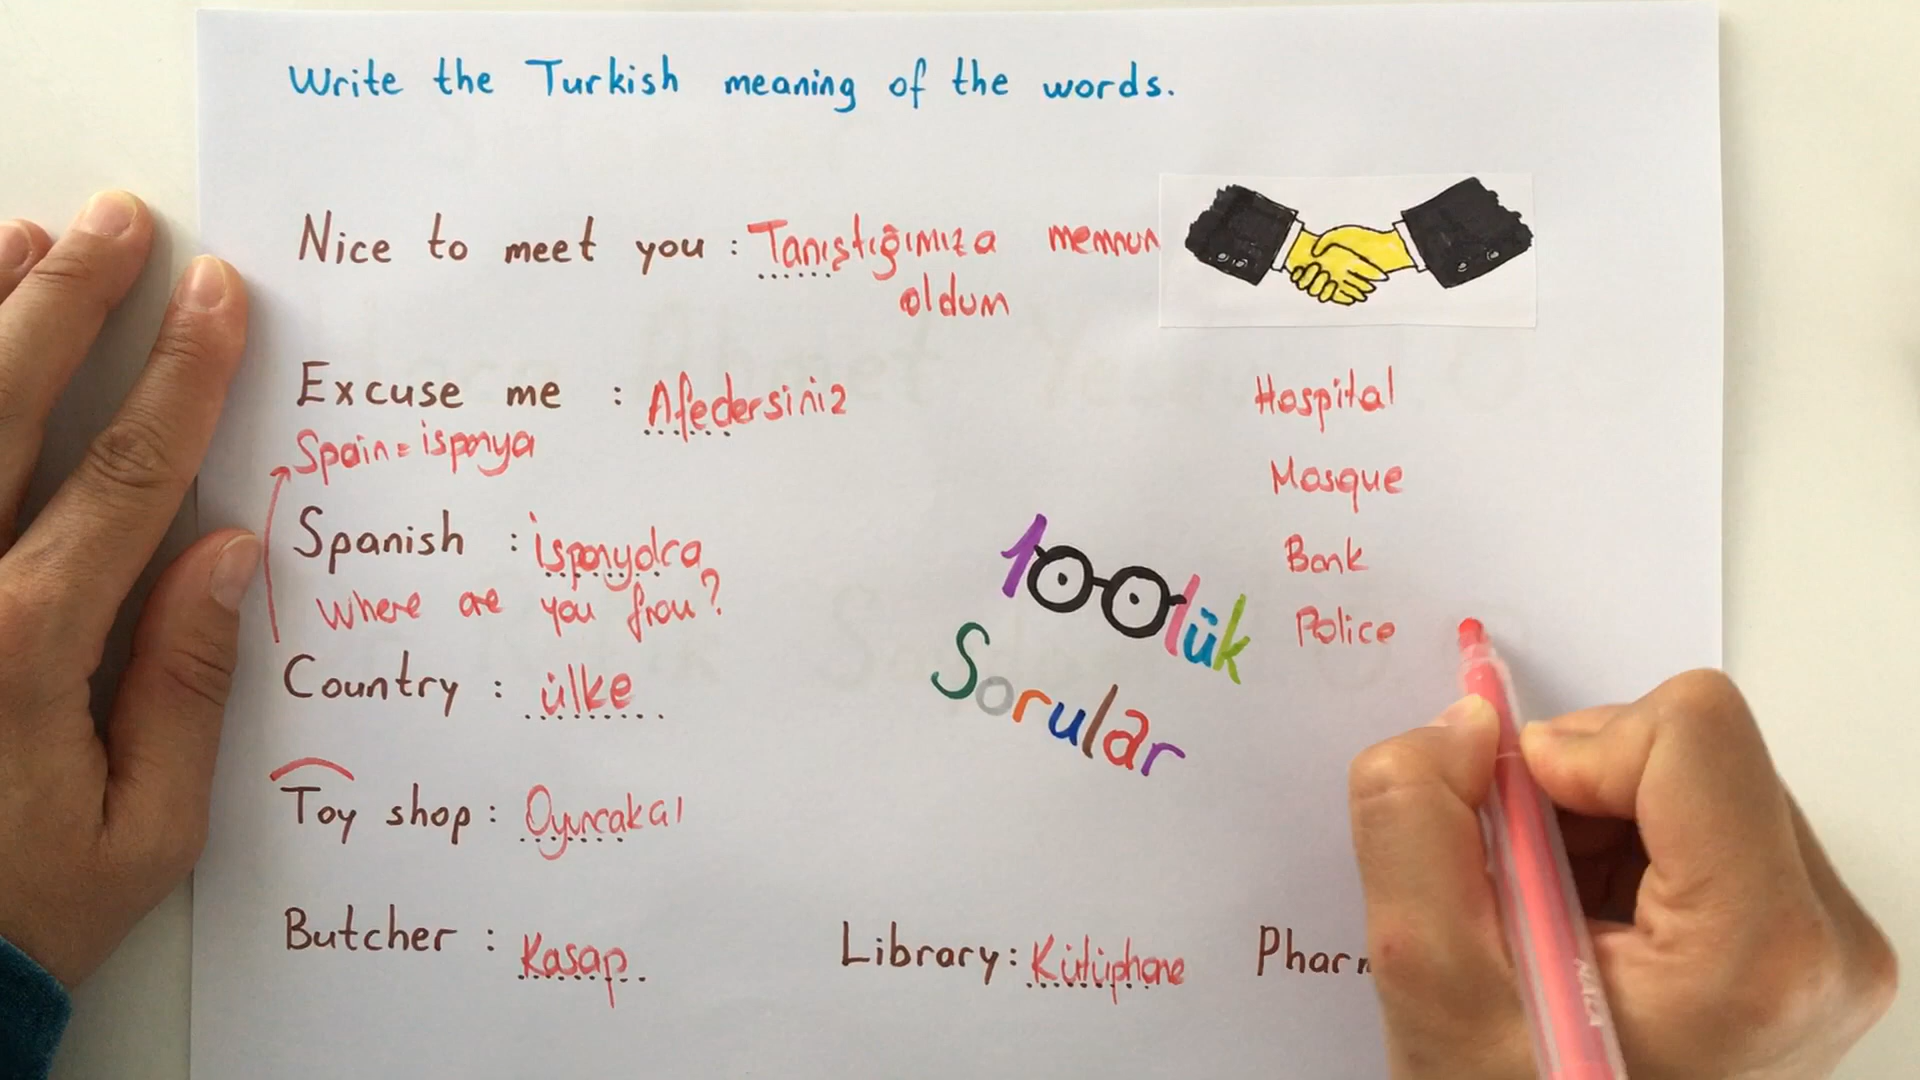 Write the Turkish meaning of the words.
Nice to meet you : Tanıştığımıza memnun
oldum
Excuse me : Afedersiniz
Spain = ispanya
Spanish : ispanyolca
Where are you from?
Country : ülke
Toy shop : Oyuncakcı
Butcher : Kasap
Library : Kütüphane
Hospital
Mosque
Bank
Police
100lük
Sorular